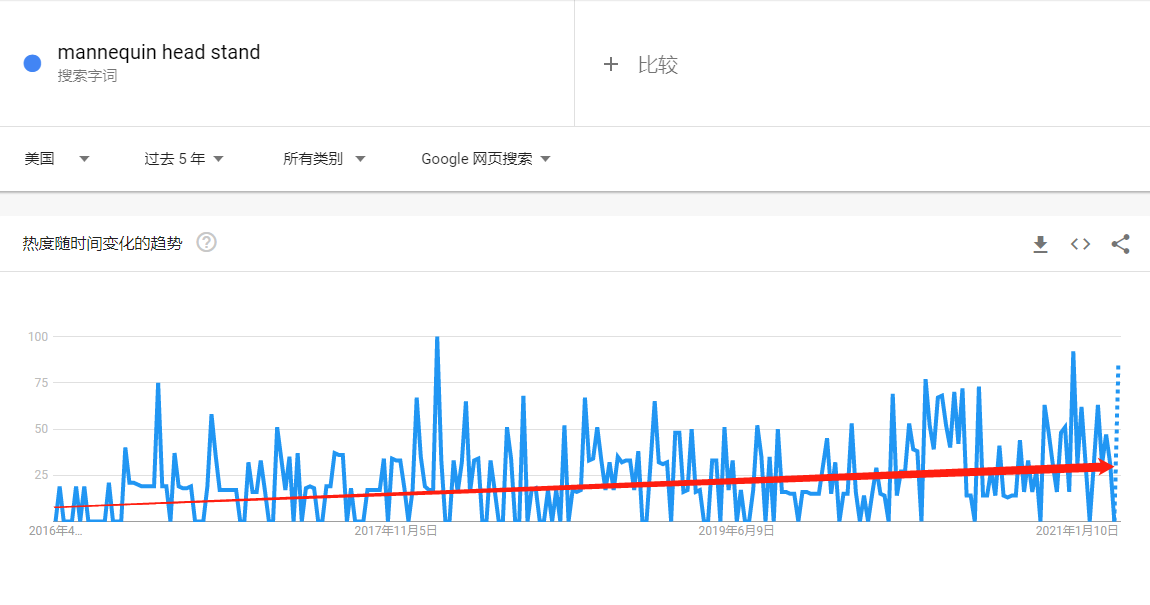 mannequin head stand
搜索字词
+ 比较
美国
过去 5 年
所有类别
Google 网页搜索
热度随时间变化的趋势 ?
100
75
50
25
2016年4…
2017年11月5日
2019年6月9日
2021年1月10日